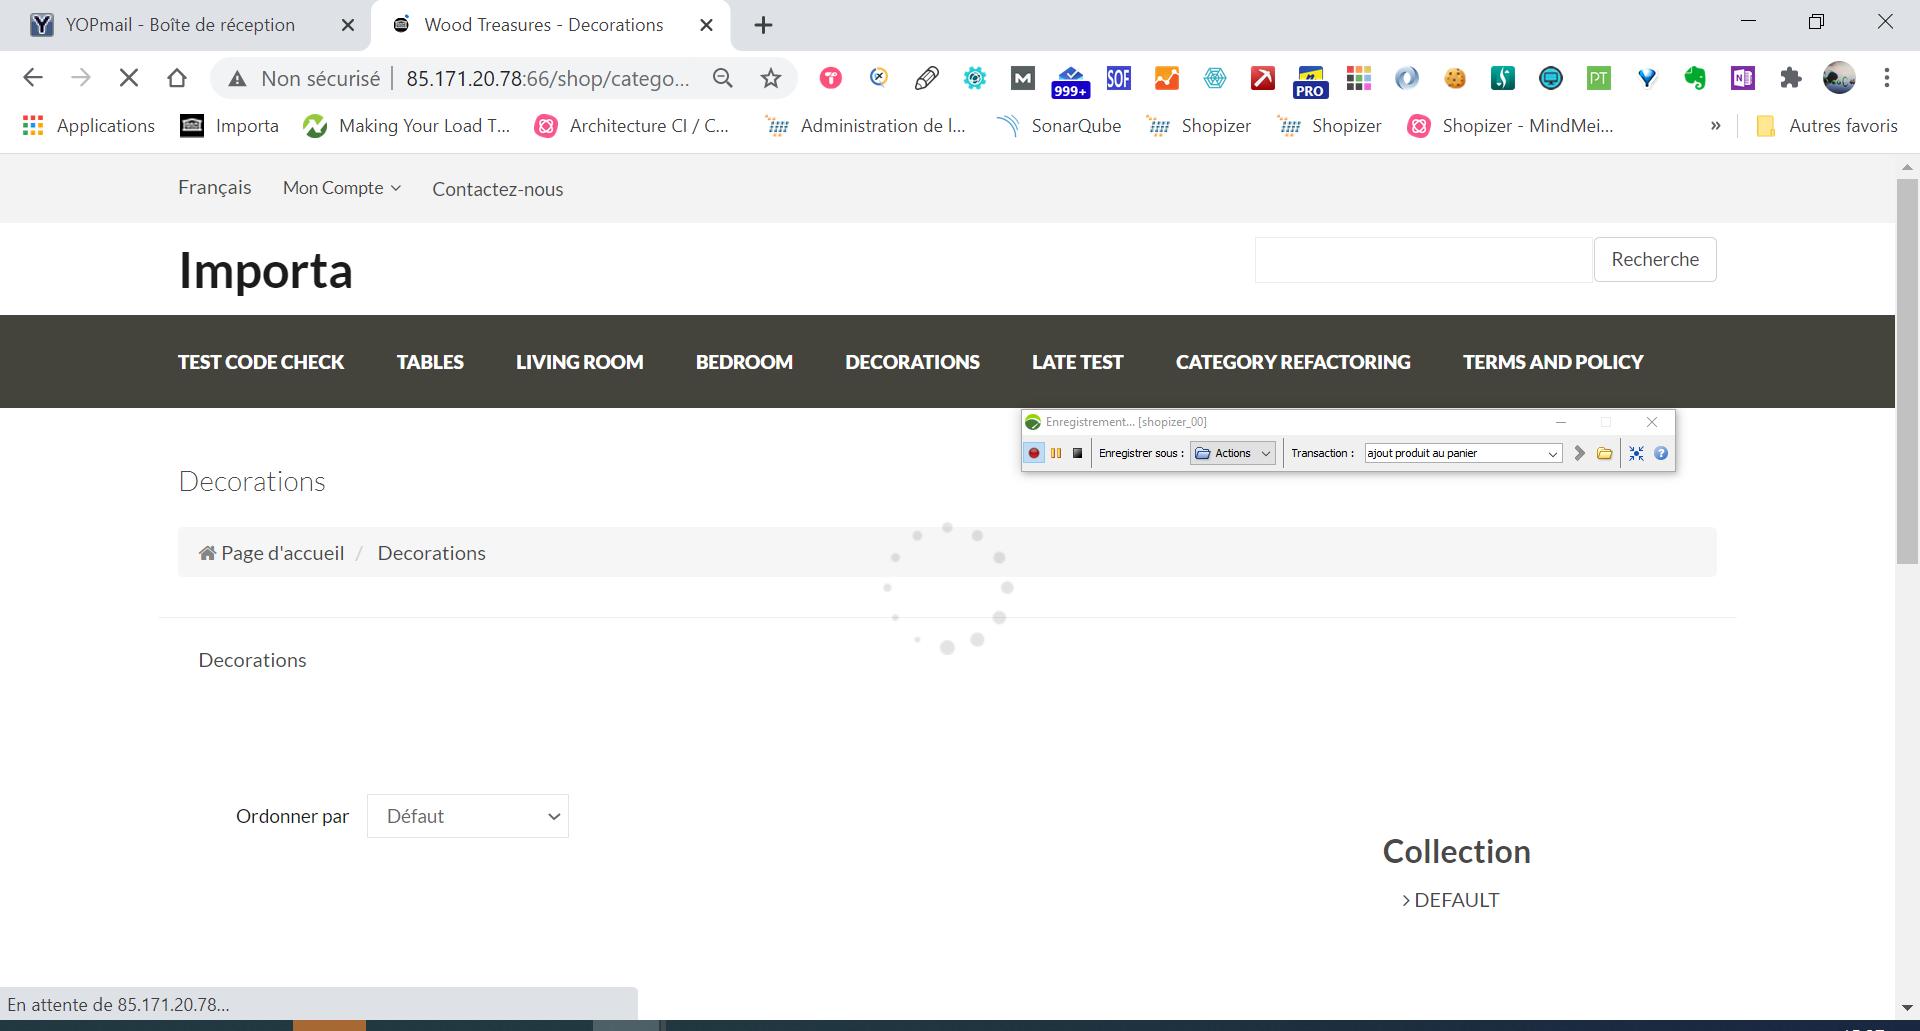 YOPmail - Boîte de réception
Wood Treasures - Decorations
Non sécurisé
85.171.20.78:66/shop/catego...
999+
SOF
PRO
PT
Applications
Importa
Making Your Load T...
Architecture CI / C...
Administration de l...
SonarQube
Shopizer
Shopizer
Shopizer - MindMei...
»
Autres favoris
Français
Mon Compte
Contactez-nous
Importa
Recherche
TEST CODE CHECK
TABLES
LIVING ROOM
BEDROOM
DECORATIONS
LATE TEST
CATEGORY REFACTORING
TERMS AND POLICY
Enregistrement... [shopizer_00]
Enregistrer sous :
Actions
Transaction :
ajout produit au panier
Decorations
Page d'accueil / Decorations
Decorations
Ordonner par
Défaut
Collection
> DEFAULT
En attente de 85.171.20.78...